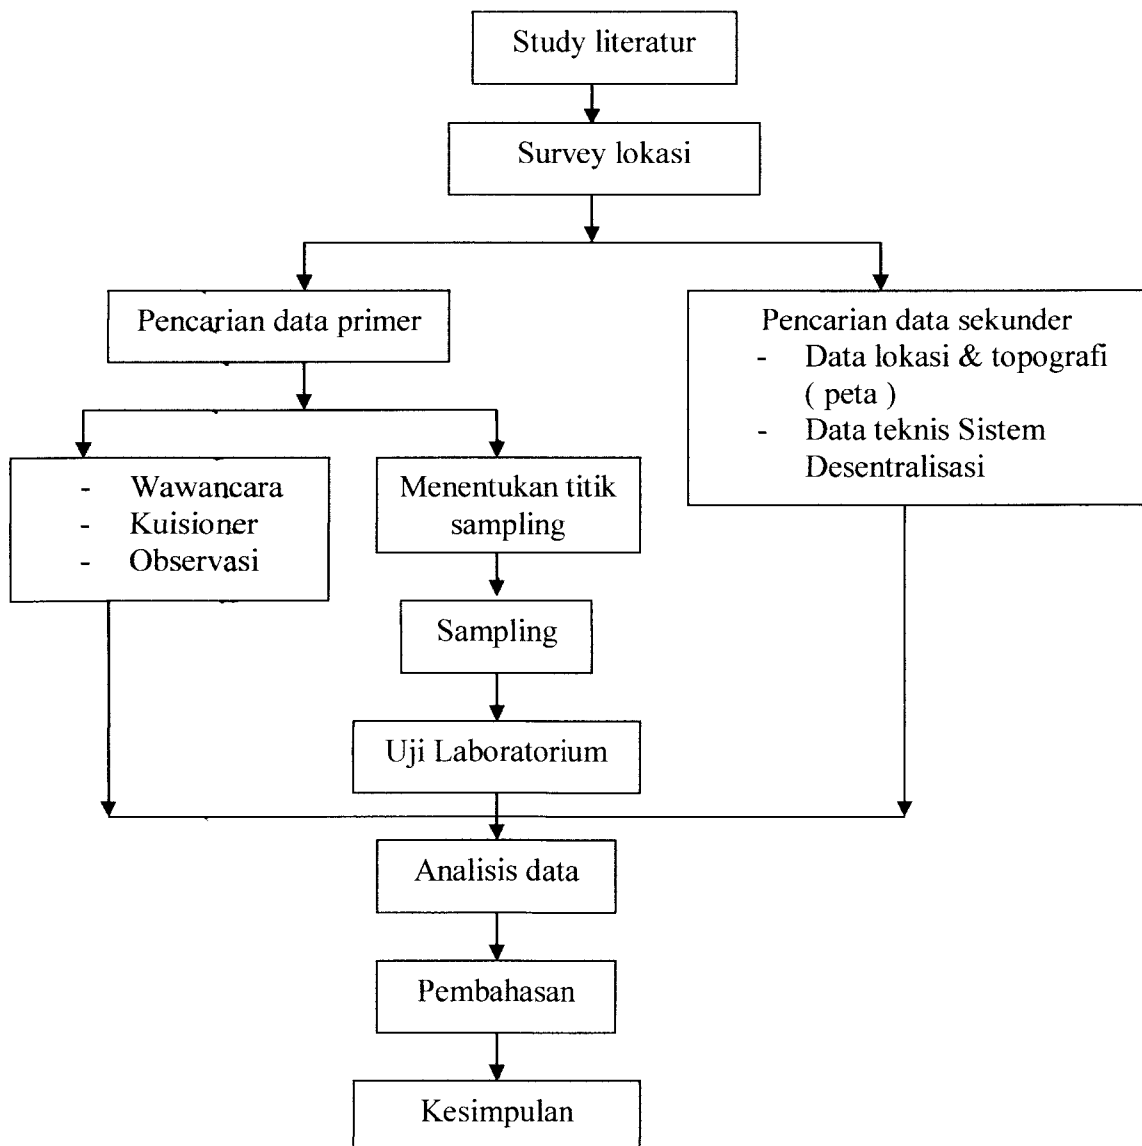 Study literatur
Survey lokasi
Pencarian data primer
Pencarian data sekunder
- Data lokasi & topografi
( peta )
- Data teknis Sistem
Desentralisasi
- Wawancara
- Kuisioner
- Observasi
Menentukan titik
sampling
Sampling
Uji Laboratorium
Analisis data
Pembahasan
Kesimpulan